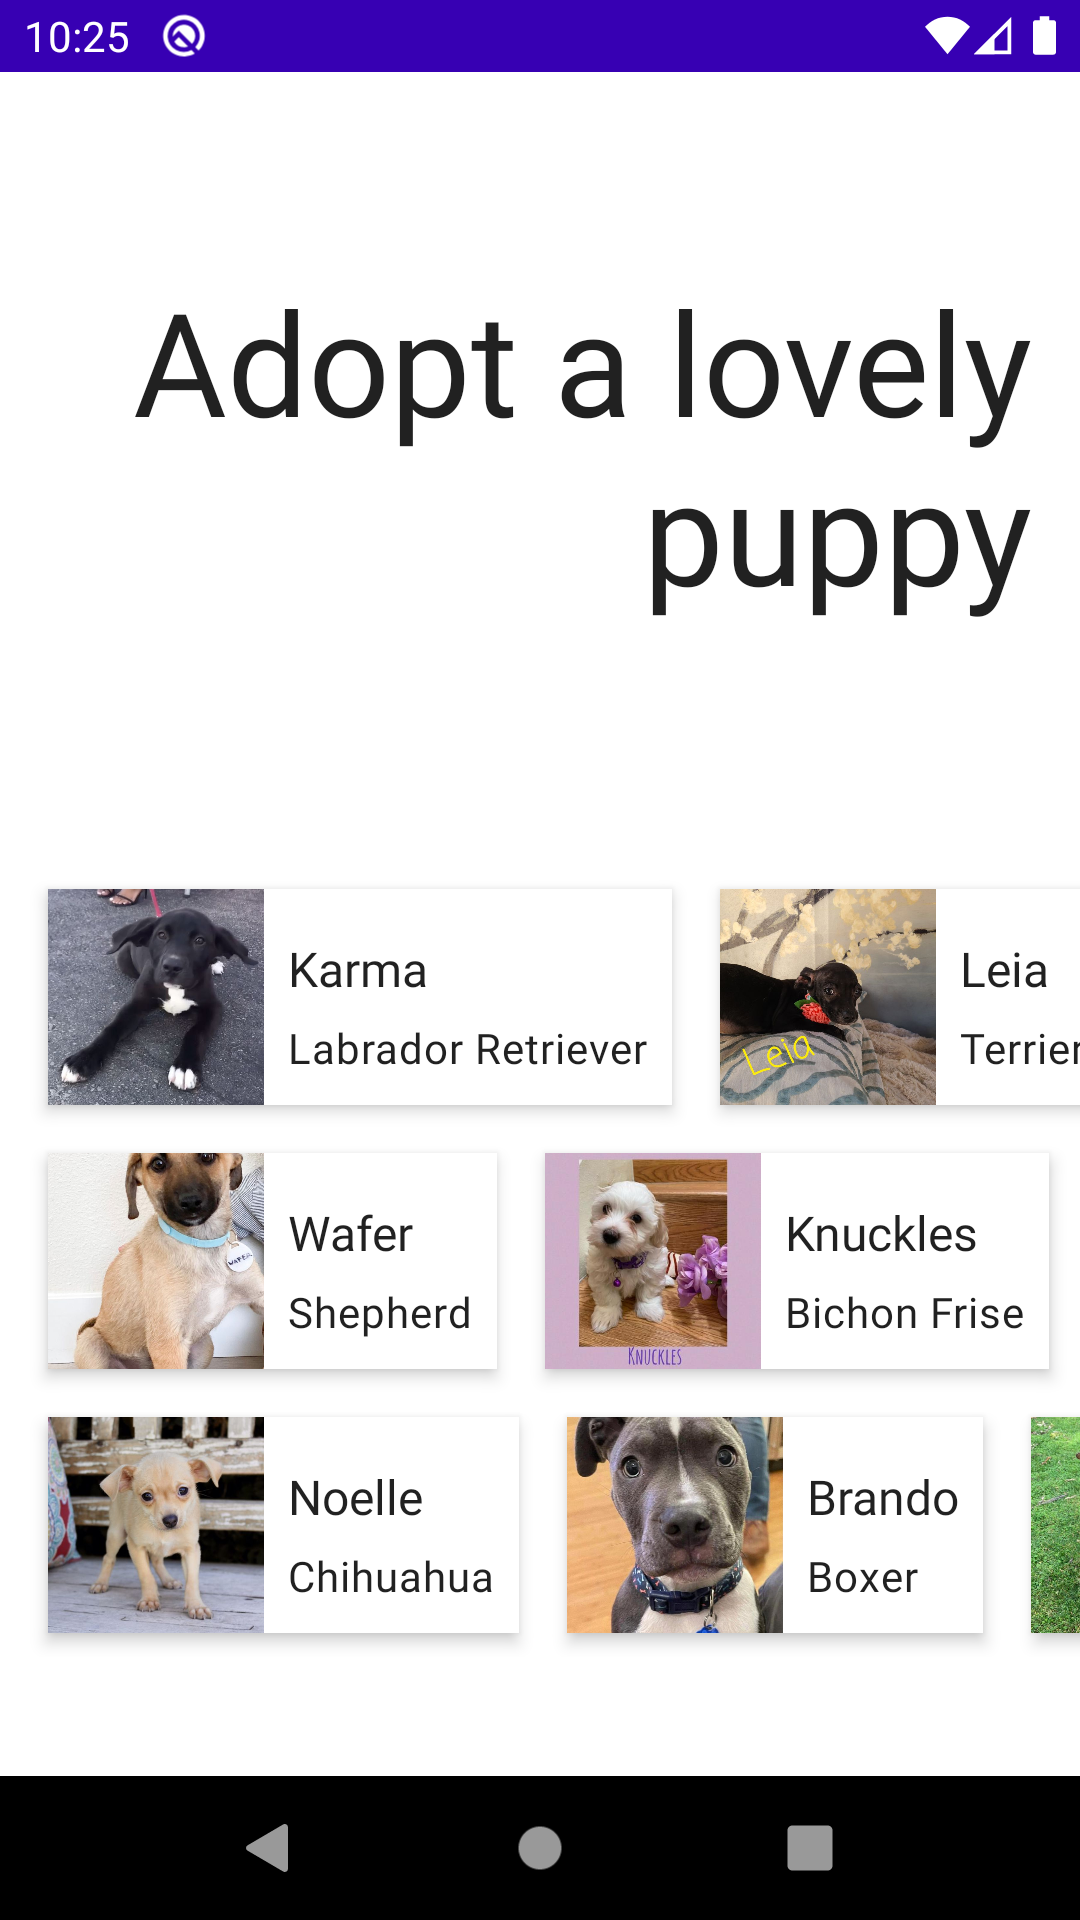 10:25
Adopt a lovely
puppy
Karma
Labrador Retriever
Leia
Leia
Terrier
Wafer
Shepherd
WAFER
Knuckles
Bichon Frise
KNUCKLES
Noelle
Chihuahua
Brando
Boxer